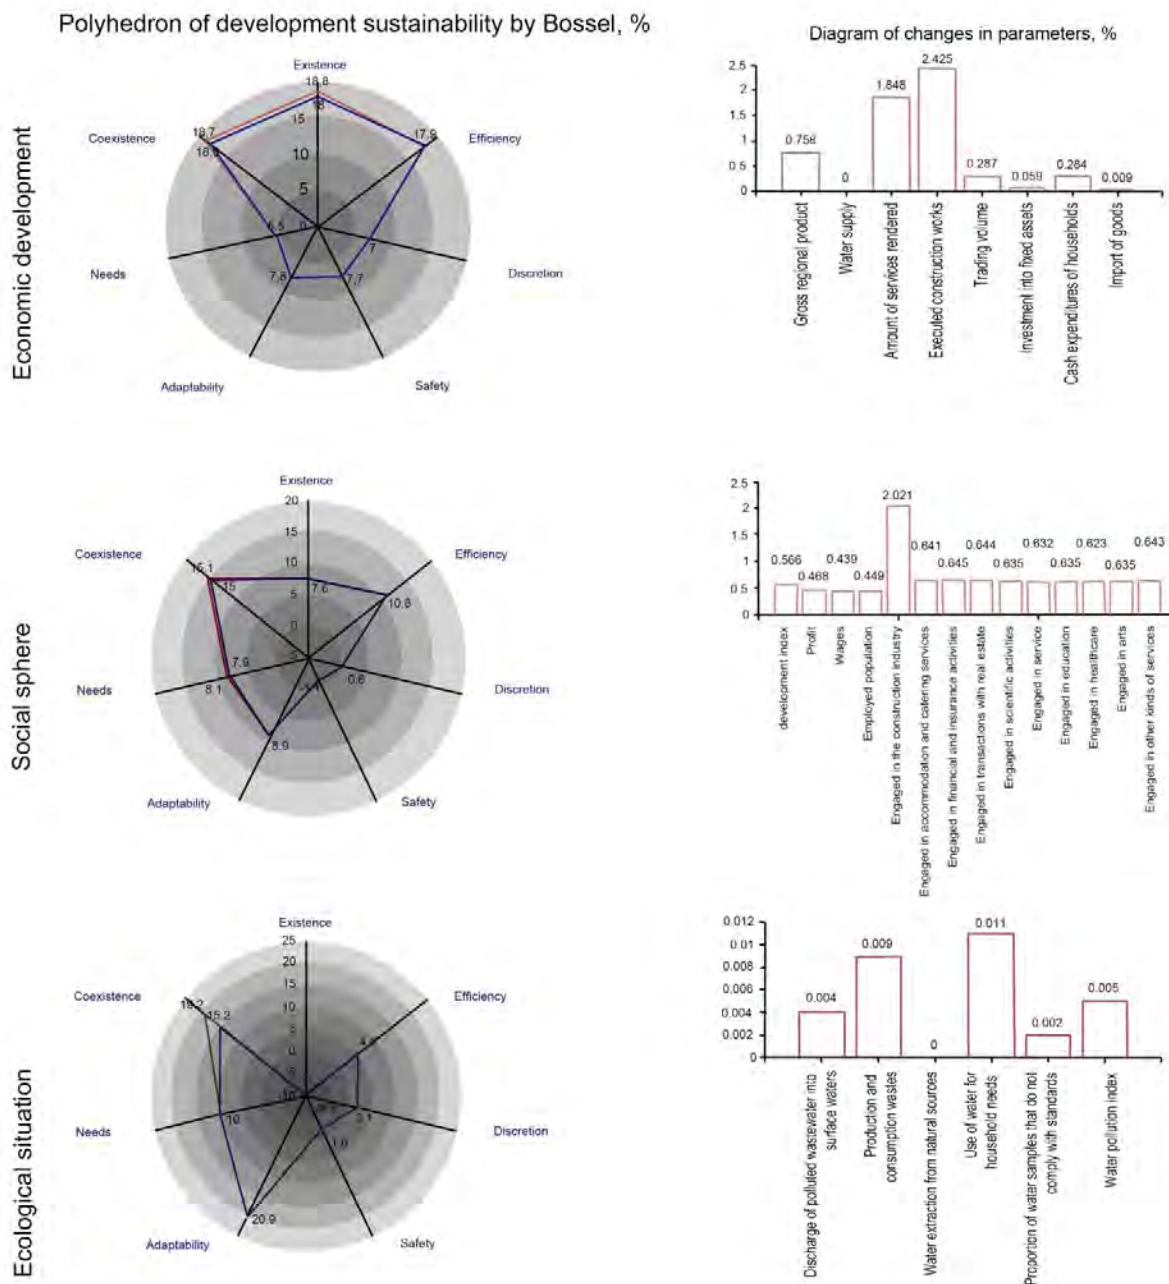 Polyhedron of development sustainability by Bossel, %
Diagram of changes in parameters, %
Economic development
Existence
18.8
18
15
10
5
0
Coexistence
18.7
Efficiency
17.9
Needs
6.5
Discretion
7
Adaptability
7.8
Safety
7.7
2.5
2
1.5
1
0.5
0
0.758
0
1.848
2.425
0.287
0.059
0.284
0.009
Gross regional product
Water supply
Amount of services rendered
Executed construction works
Trading volume
Investment into fixed assets
Cash expenditures of households
Import of goods
Social sphere
Existence
20
15
10
5
0
7.6
Coexistence
15.1
15
Efficiency
10.8
Needs
7.9
8.1
Discretion
0.6
Adaptability
8.9
Safety
2.5
2
1.5
1
0.5
0
0.566
0.468
0.439
0.449
2.021
0.641
0.645
0.644
0.635
0.632
0.635
0.623
0.635
0.643
development index
Profit
Wages
Employed population
Engaged in the construction industry
Engaged in accommodation and catering services
Engaged in financial and insurance activities
Engaged in transactions with real estate
Engaged in scientific activities
Engaged in service
Engaged in education
Engaged in healthcare
Engaged in arts
Engaged in other kinds of services
Ecological situation
Existence
25
20
15
10
5
0
Coexistence
15.2
Efficiency
Needs
10
Discretion
Adaptability
20.9
Safety
0.012
0.01
0.008
0.006
0.004
0.002
0
0.004
0.009
0
0.011
0.002
0.005
Discharge of polluted wastewater into
surface waters
Production and
consumption wastes
Water extraction from natural sources
Use of water for
household needs
Proportion of water samples that do not
comply with standards
Water pollution index